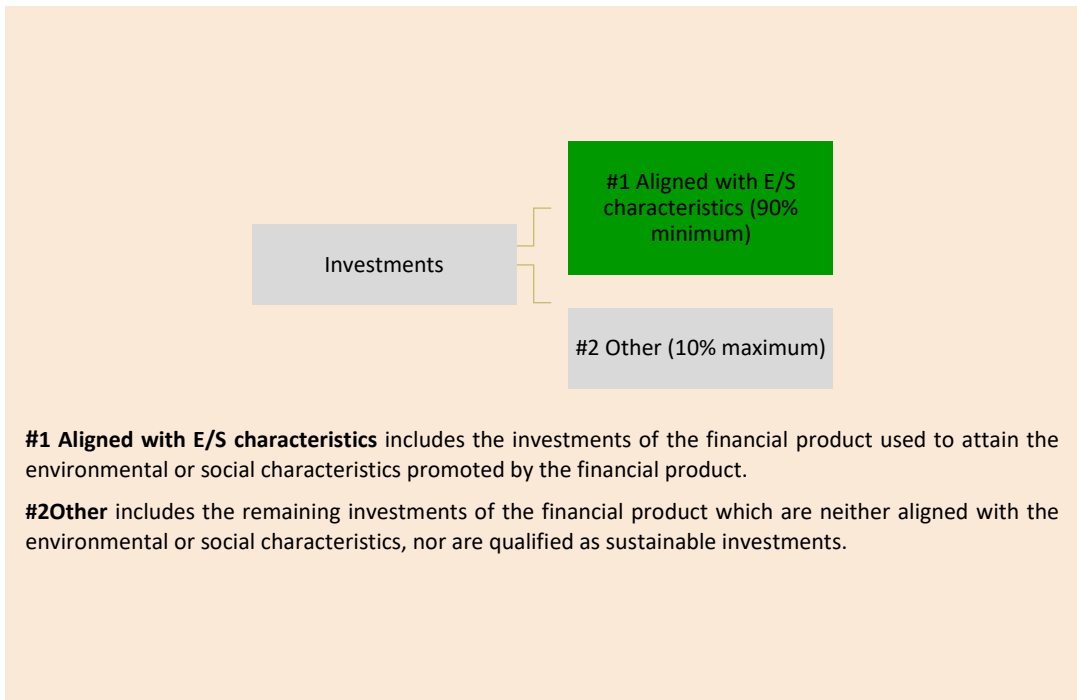 #1 Aligned with E/S
characteristics (90%
minimum)
Investments
#2 Other (10% maximum)
#1 Aligned with E/S characteristics includes the investments of the financial product used to attain the
environmental or social characteristics promoted by the financial product.
#2Other includes the remaining investments of the financial product which are neither aligned with the
environmental or social characteristics, nor are qualified as sustainable investments.